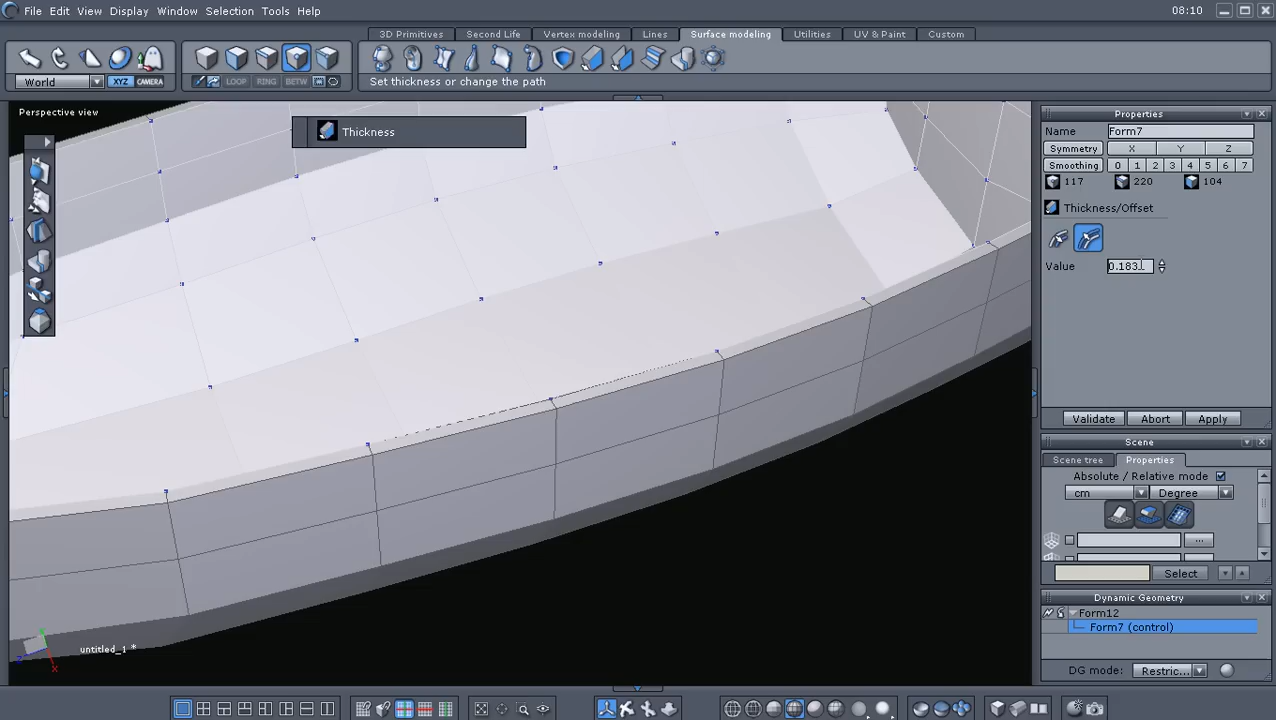 File Edit View Display Window Selection Tools Help
08:10
3D Primitives Second Life Vertex modeling Lines Surface modeling Utilities UV & Paint Custom
World XYZ CAMERA
LOOP RING BETW
Set thickness or change the path
Perspective view
Thickness
Properties
Name Form7
Symmetry X Y Z
Smoothing 0 1 2 3 4 5 6 7
117 220 104
Thickness/Offset
Value 0.183...
Validate Abort Apply
Scene
Scene tree Properties
Absolute / Relative mode
cm Degree
...
Select
Dynamic Geometry
Form12
Form7 (control)
DG mode: Restric...
untitled_1 *
X
Z